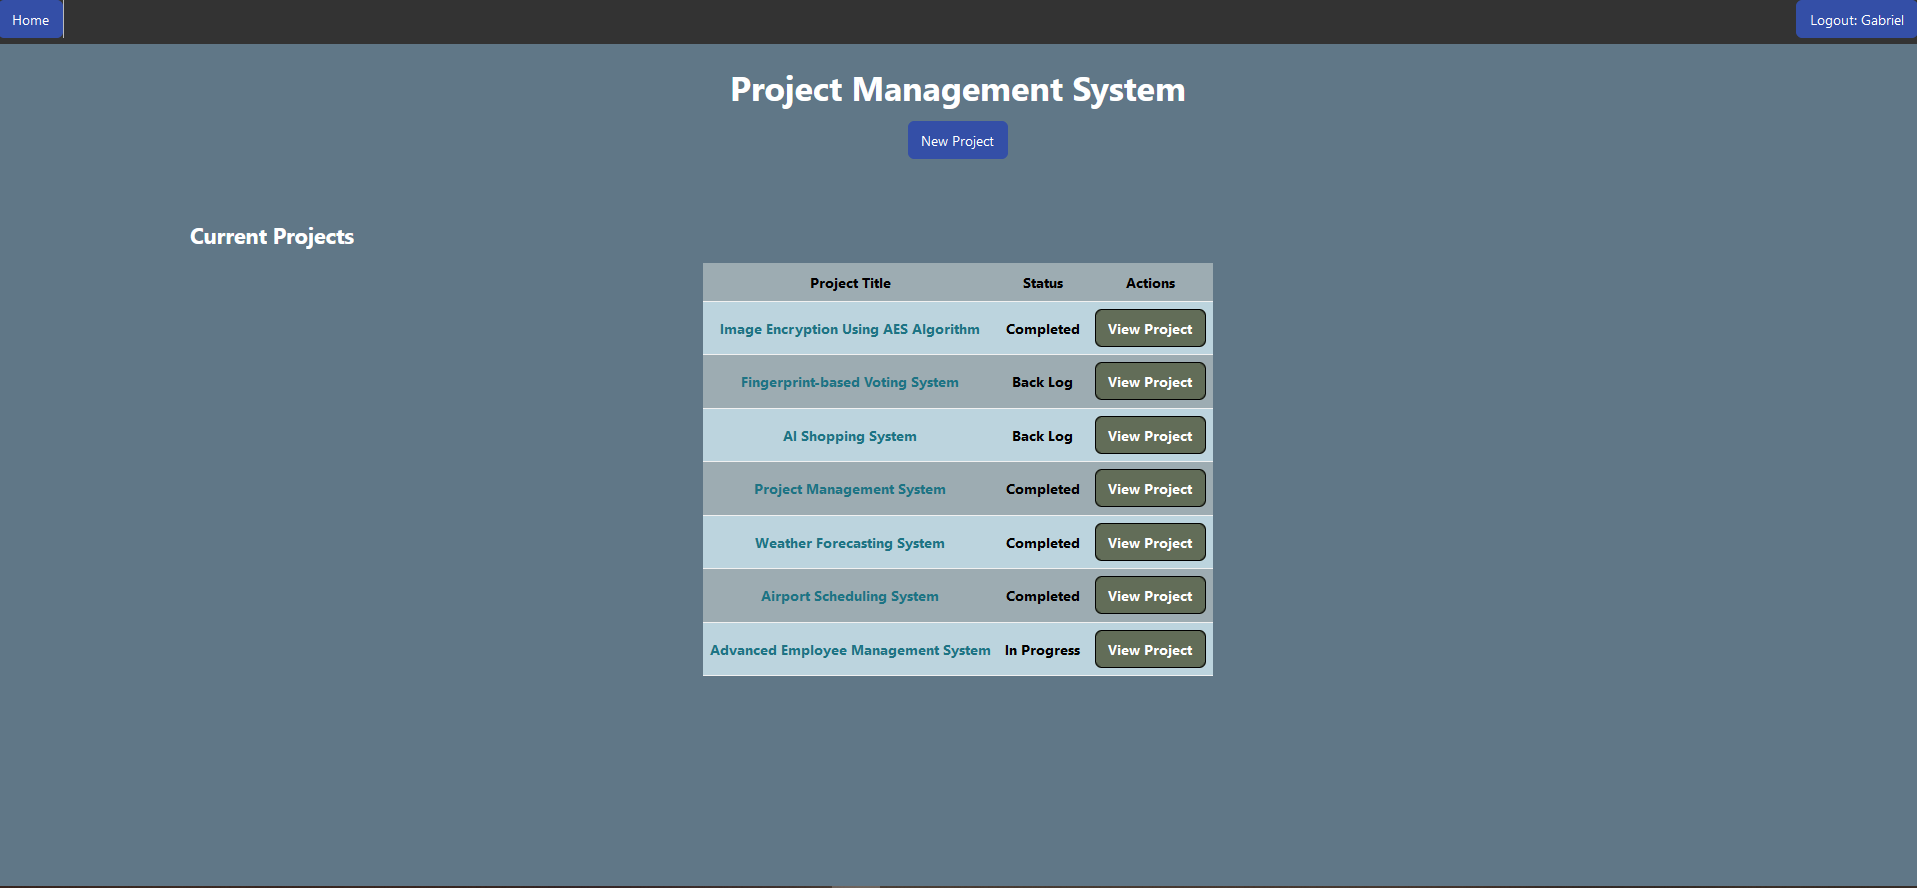 Home Logout: Gabriel
Project Management System
New Project
Current Projects
Project Title Status Actions
Image Encryption Using AES Algorithm Completed View Project
Fingerprint-based Voting System Back Log View Project
AI Shopping System Back Log View Project
Project Management System Completed View Project
Weather Forecasting System Completed View Project
Airport Scheduling System Completed View Project
Advanced Employee Management System In Progress View Project